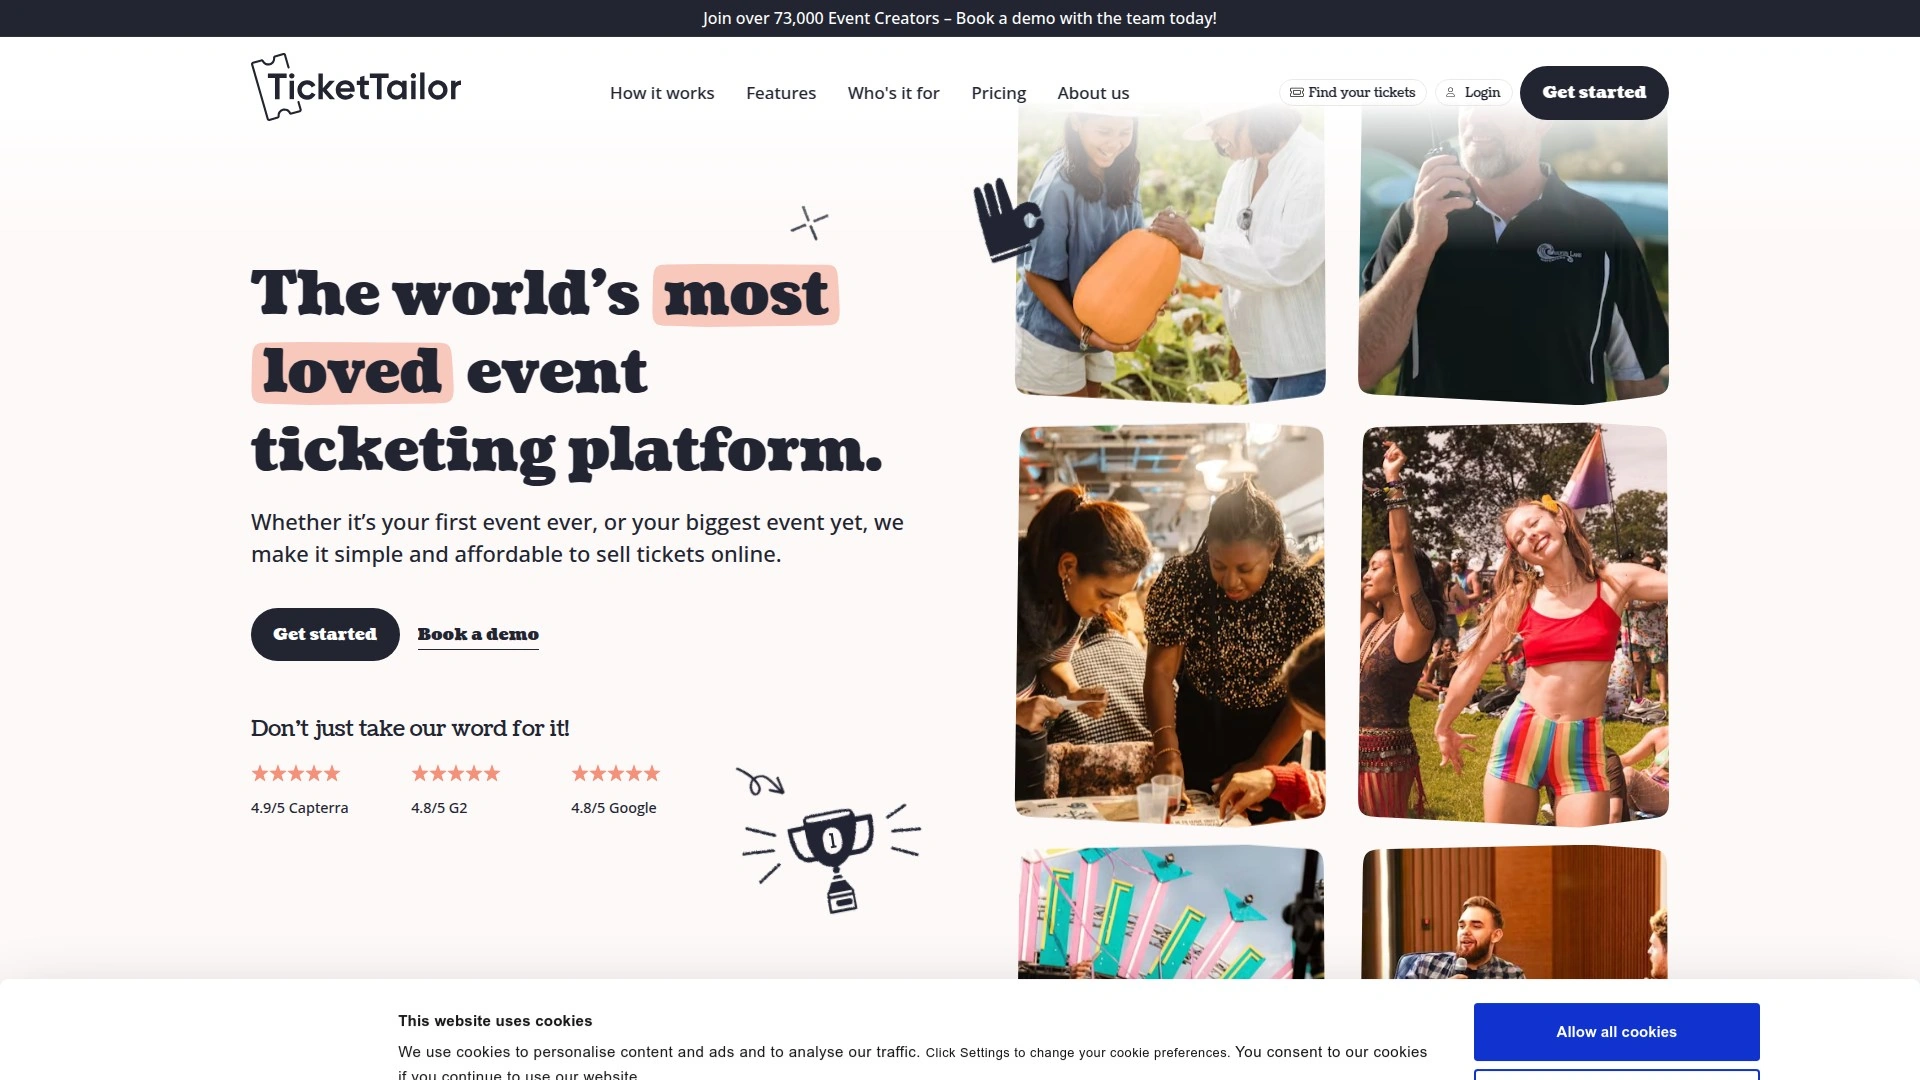 Join over 73,000 Event Creators – Book a demo with the team today!
TicketTailor
How it works
Features
Who's it for
Pricing
About us
Find your tickets
Login
Get started
The world’s most
loved event
ticketing platform.
Whether it’s your first event ever, or your biggest event yet, we
make it simple and affordable to sell tickets online.
Get started
Book a demo
Don’t just take our word for it!
4.9/5 Capterra
4.8/5 G2
4.8/5 Google
1
This website uses cookies
We use cookies to personalise content and ads and to analyse our traffic. Click Settings to change your cookie preferences. You consent to our cookies
if you continue to use our website.
Allow all cookies